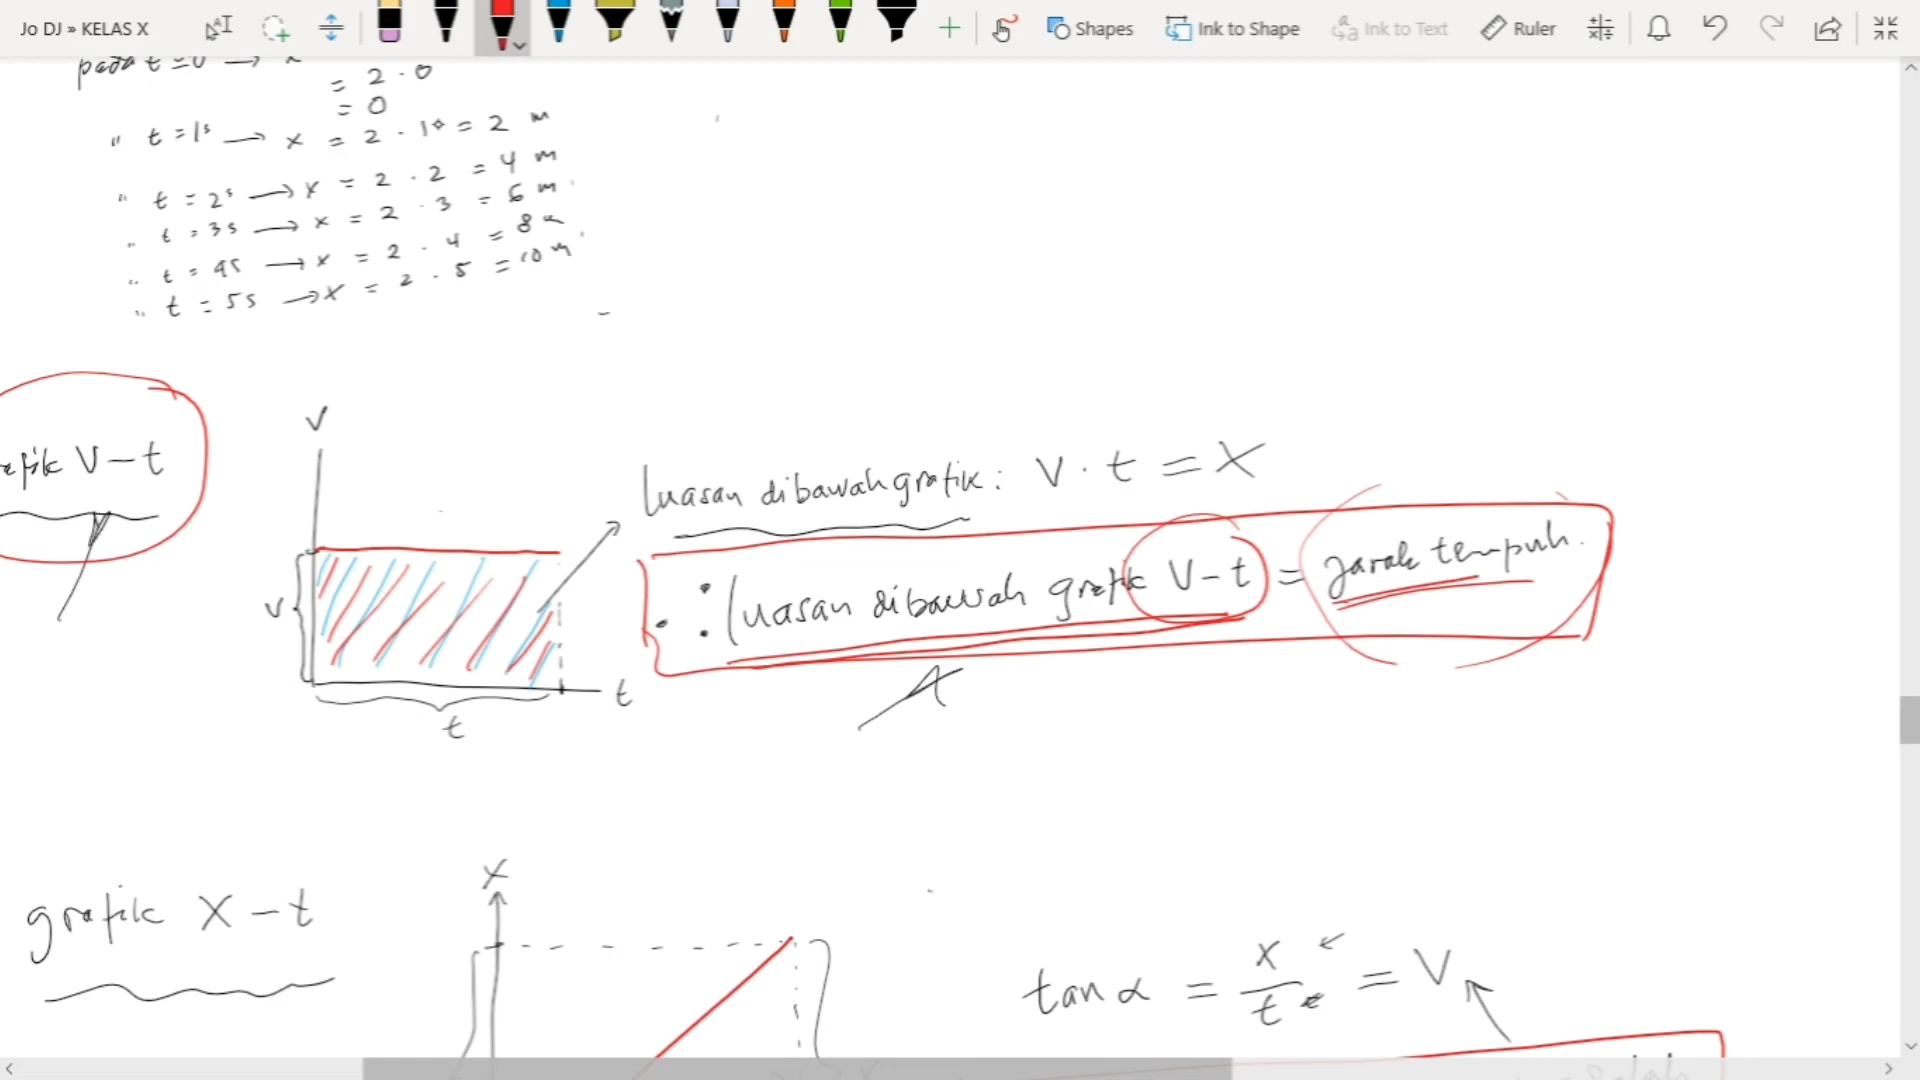 Jo DJ » KELAS X
Shapes
Ink to Shape
Ink to Text
Ruler
pada t = 0 → x
= 2 . 0
= 0
" t = 1s → x = 2 . 1 = 2 m
" t = 2s → x = 2 . 2 = 4 m
" t = 3s → x = 2 . 3 = 6 m
" t = 4s → x = 2 . 4 = 8 m
" t = 5s → x = 2 . 5 = 10 m
V
V - t
luasan dibawah grafik : V . t = X
∴ luasan dibawah grafik V - t = jarak tempuh.
V
t
t
grafik X - t
X
tan α = x/t = V